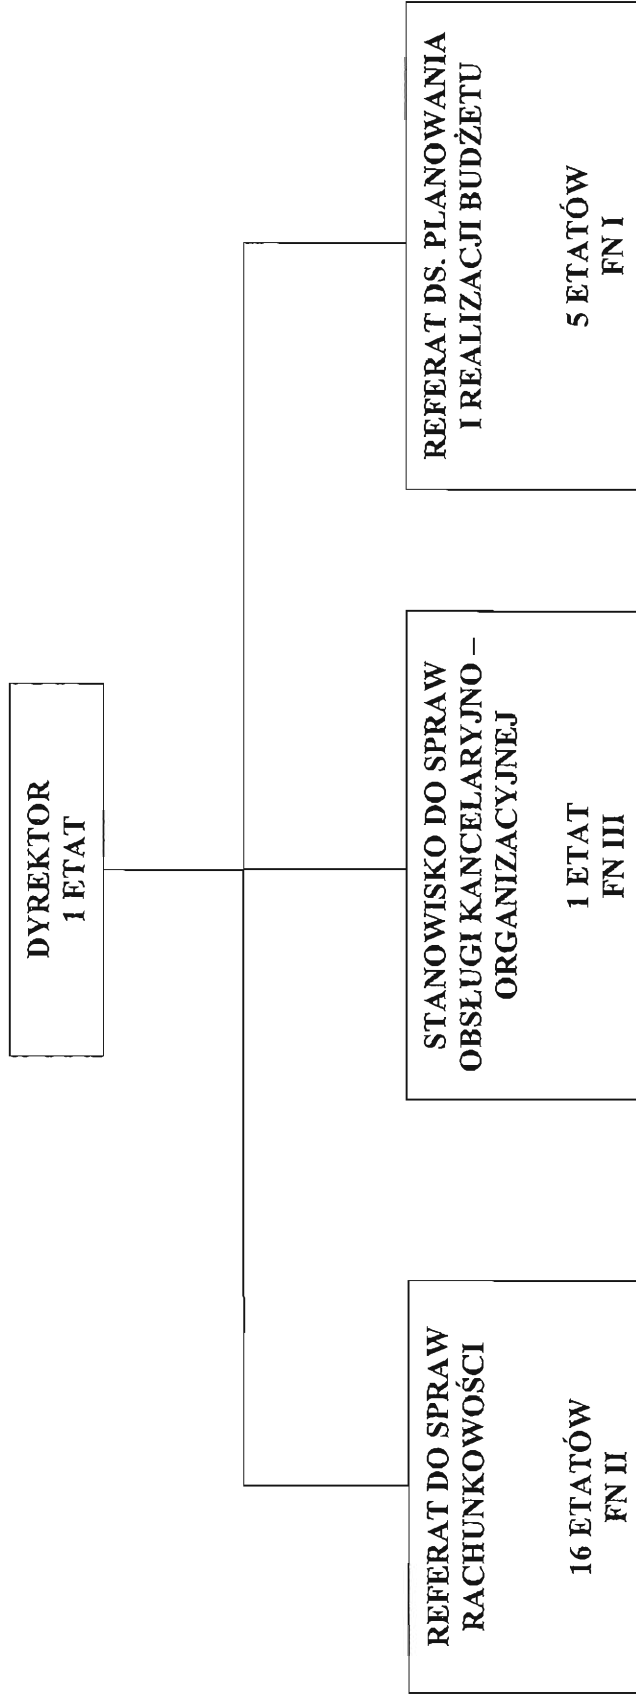 DYREKTOR
1 ETAT
REFERAT DO SPRAW
RACHUNKOWOŚCI
16 ETATÓW
FN II
STANOWISKO DO SPRAW
OBSŁUGI KANCELARYJNO –
ORGANIZACYJNEJ
1 ETAT
FN III
REFERAT DS. PLANOWANIA
I REALIZACJI BUDŻETU
5 ETATÓW
FN I